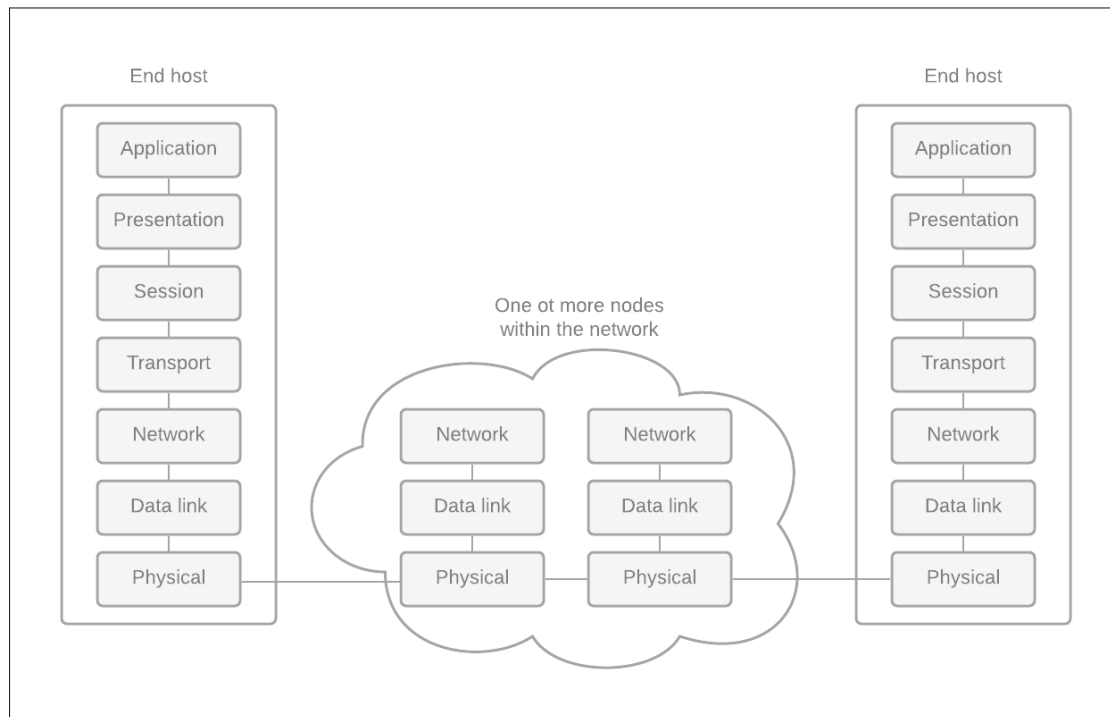 End host
Application
Presentation
Session
Transport
Network
Data link
Physical
One ot more nodes
within the network
Network
Data link
Physical
Network
Data link
Physical
End host
Application
Presentation
Session
Transport
Network
Data link
Physical